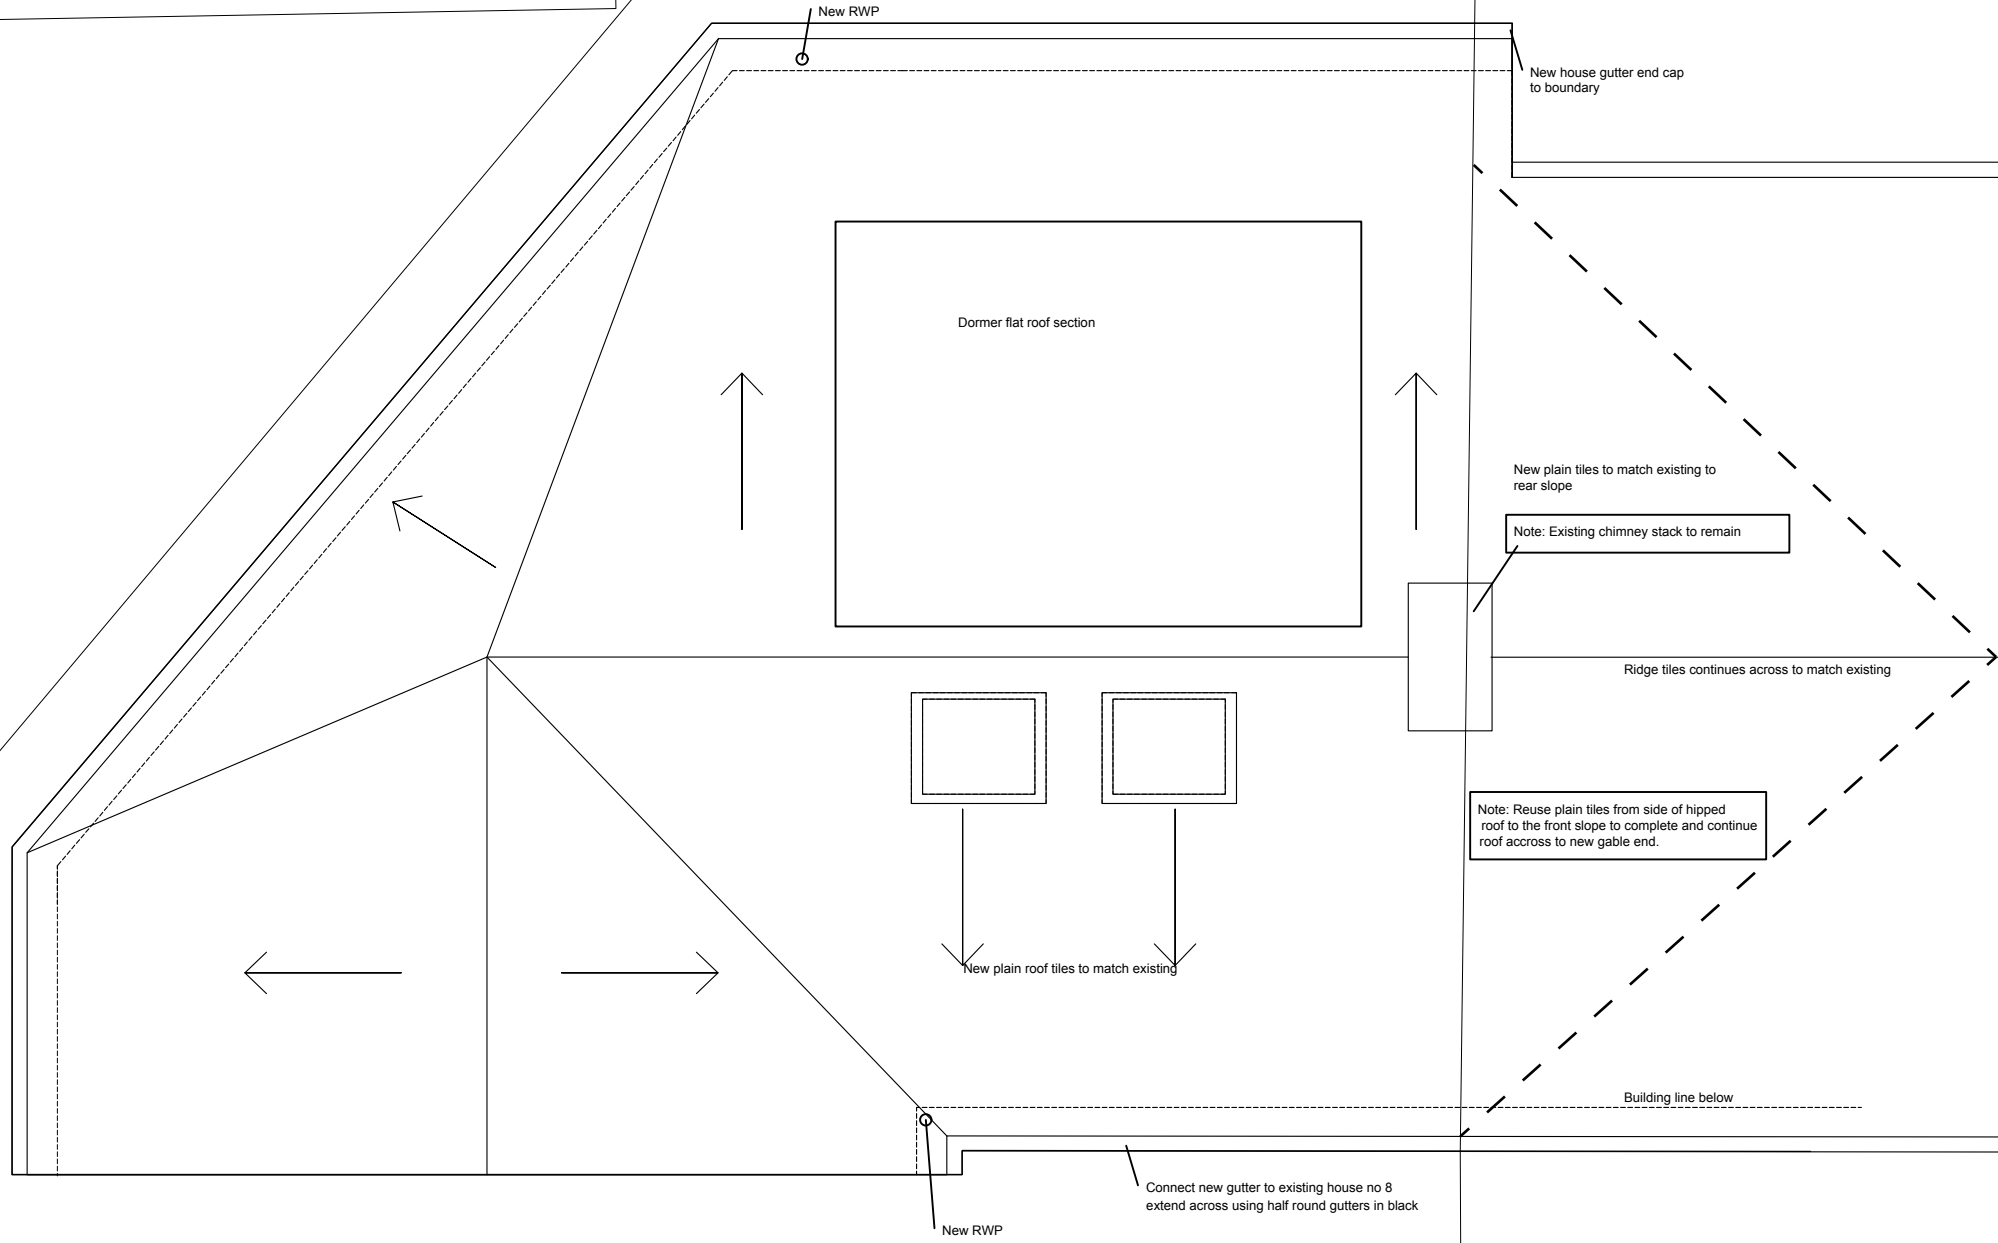 New RWP
New house gutter end cap
to boundary
Dormer flat roof section
New plain tiles to match existing to
rear slope
Note: Existing chimney stack to remain
Ridge tiles continues across to match existing
Note: Reuse plain tiles from side of hipped
roof to the front slope to complete and continue
roof accross to new gable end.
New plain roof tiles to match existing
Building line below
Connect new gutter to existing house no 8
extend across using half round gutters in black
New RWP